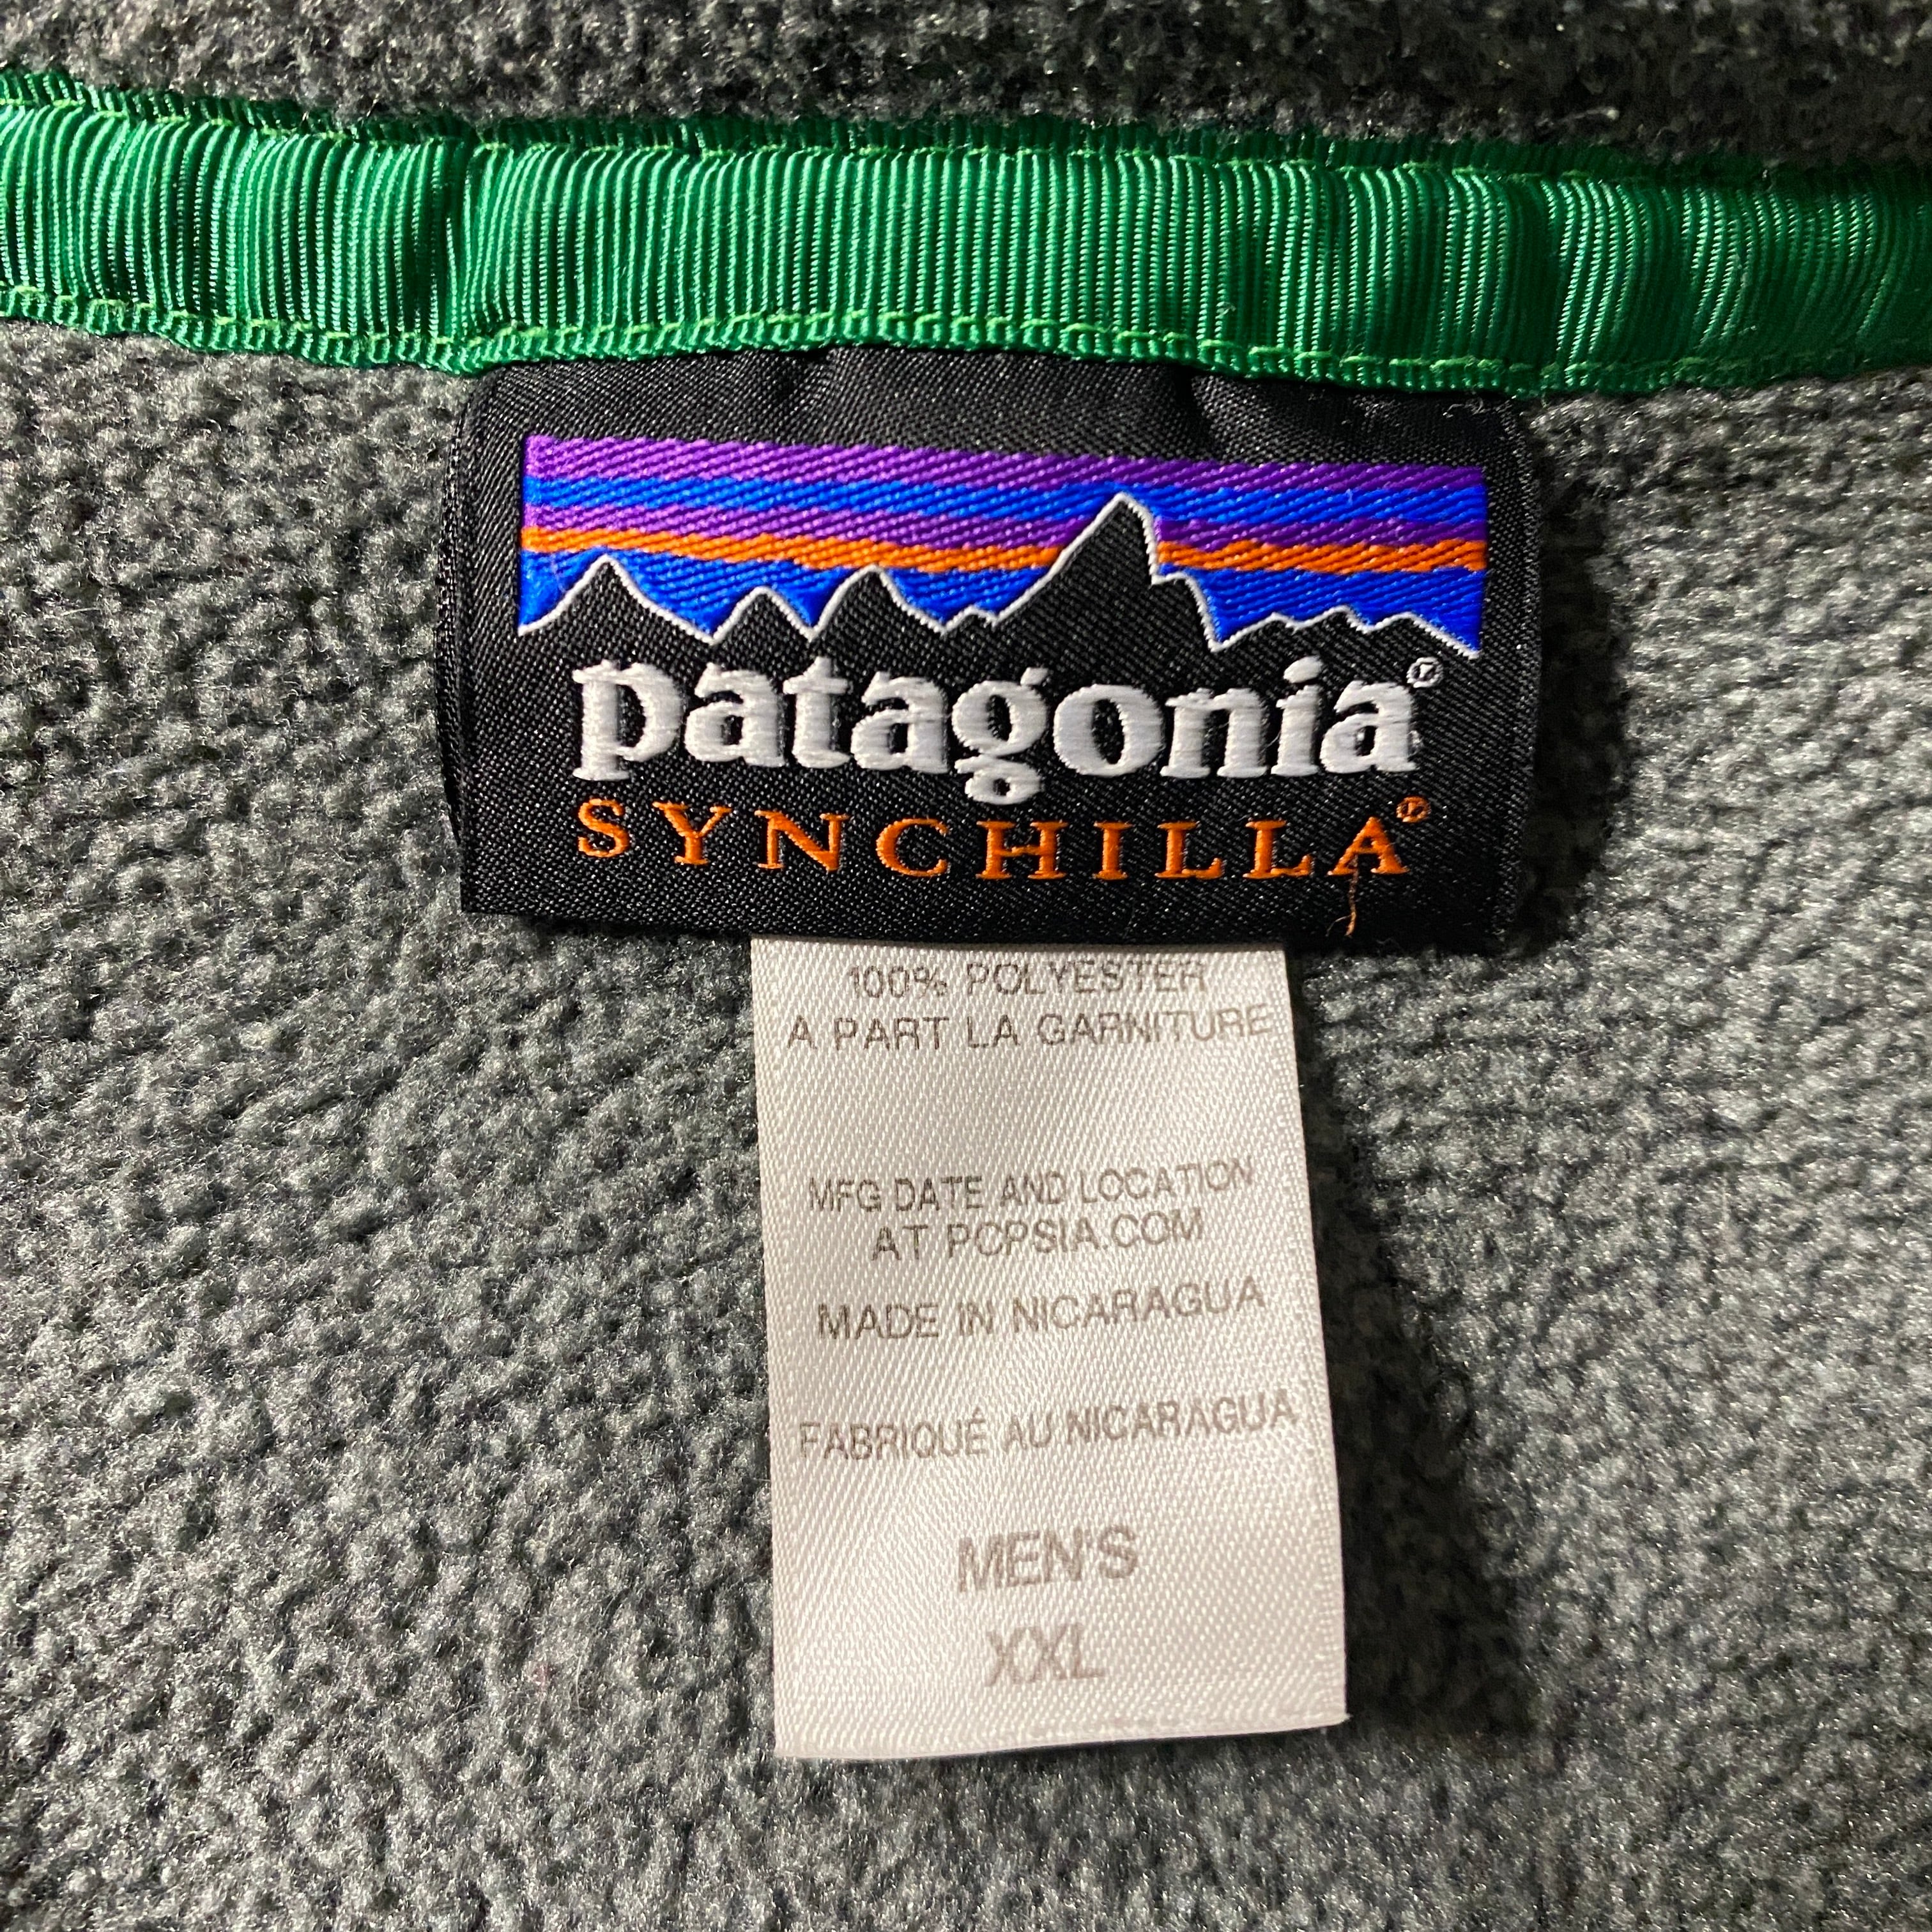 patagonia®
SYNCHILLA®
100% POLYESTER
A PART LA GARNITURE
MFG DATE AND LOCATION
AT PCPSIA.COM
MADE IN NICARAGUA
FABRIQUÉ AU NICARAGUA
MEN'S
XXL